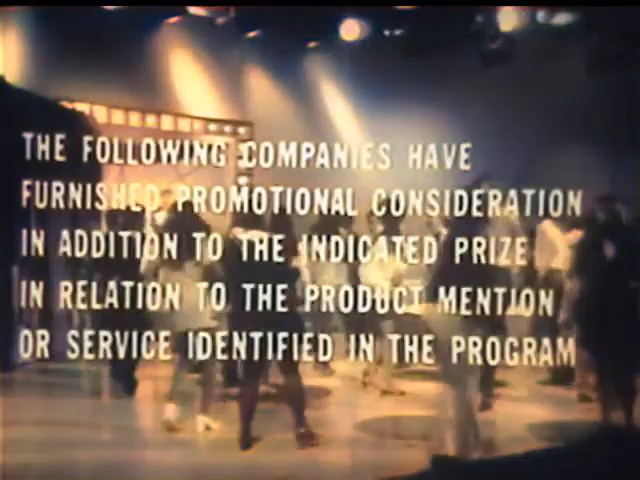 THE FOLLOWING COMPANIES HAVE
FURNISHED PROMOTIONAL CONSIDERATION
IN ADDITION TO THE INDICATED PRIZE
IN RELATION TO THE PRODUCT MENTION
OR SERVICE IDENTIFIED IN THE PROGRAM